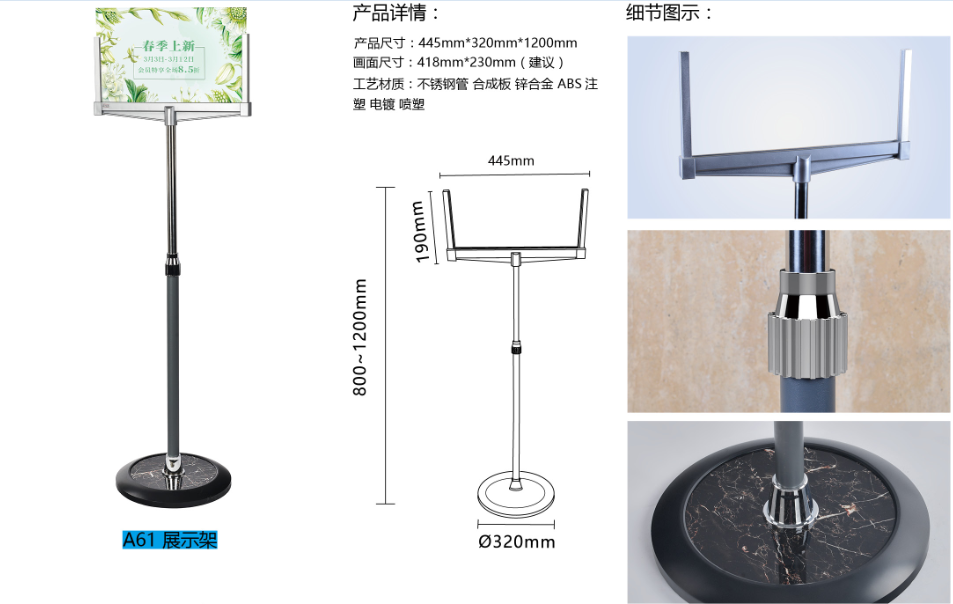 春季上新
3月3日-3月12日
会员尊享全场8.5折
A61 展示架
产品详情：
产品尺寸：445mm*320mm*1200mm
画面尺寸：418mm*230mm（建议）
工艺材质：不锈钢管 合成板 锌合金 ABS 注
塑 电镀 喷塑
445mm
190mm
800~1200mm
Ø320mm
细节图示：